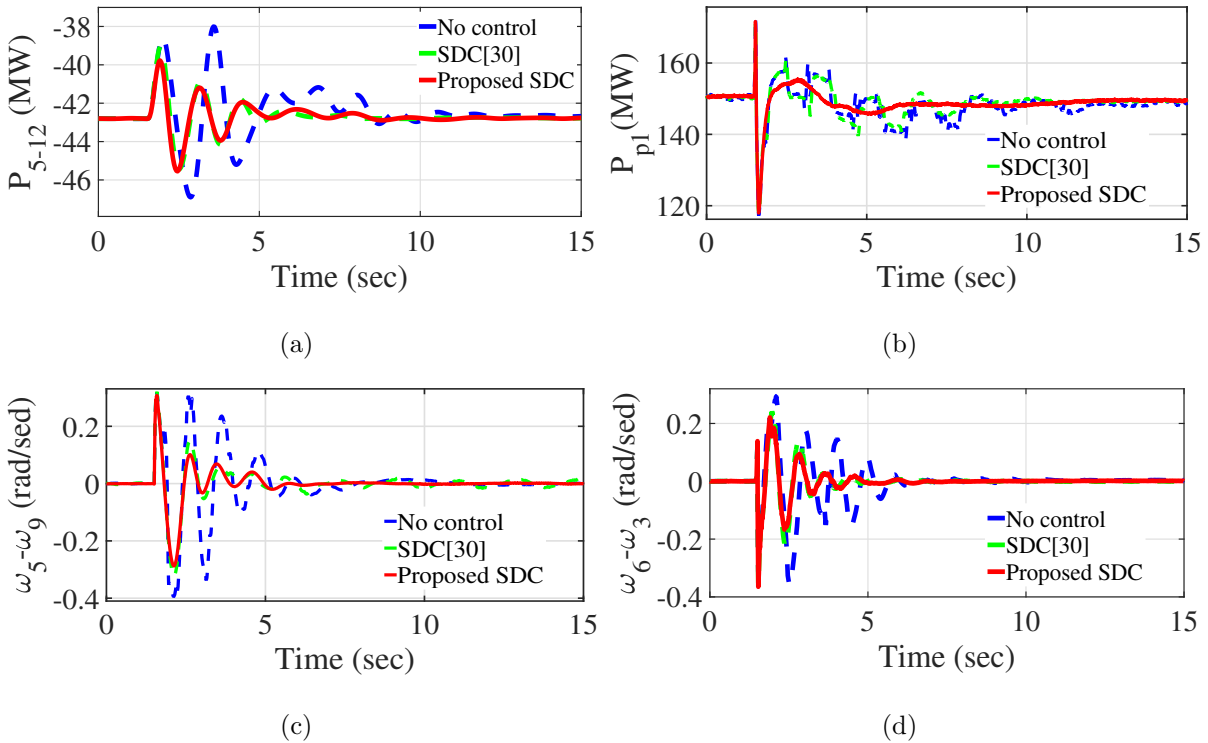 P5-12 (MW)
-38
-40
-42
-44
-46
No control
SDC[30]
Proposed SDC
0 5 10 15
Time (sec)
(a)
Pp1(MW)
160
140
120
No control
SDC[30]
Proposed SDC
0 5 10 15
Time (sec)
(b)
ω5-ω9 (rad/sed)
0.2
0
-0.2
-0.4
No control
SDC[30]
Proposed SDC
0 5 10 15
Time (sec)
(c)
ω6-ω3 (rad/sed)
0.2
0
-0.2
-0.4
No control
SDC[30]
Proposed SDC
0 5 10 15
Time (sec)
(d)